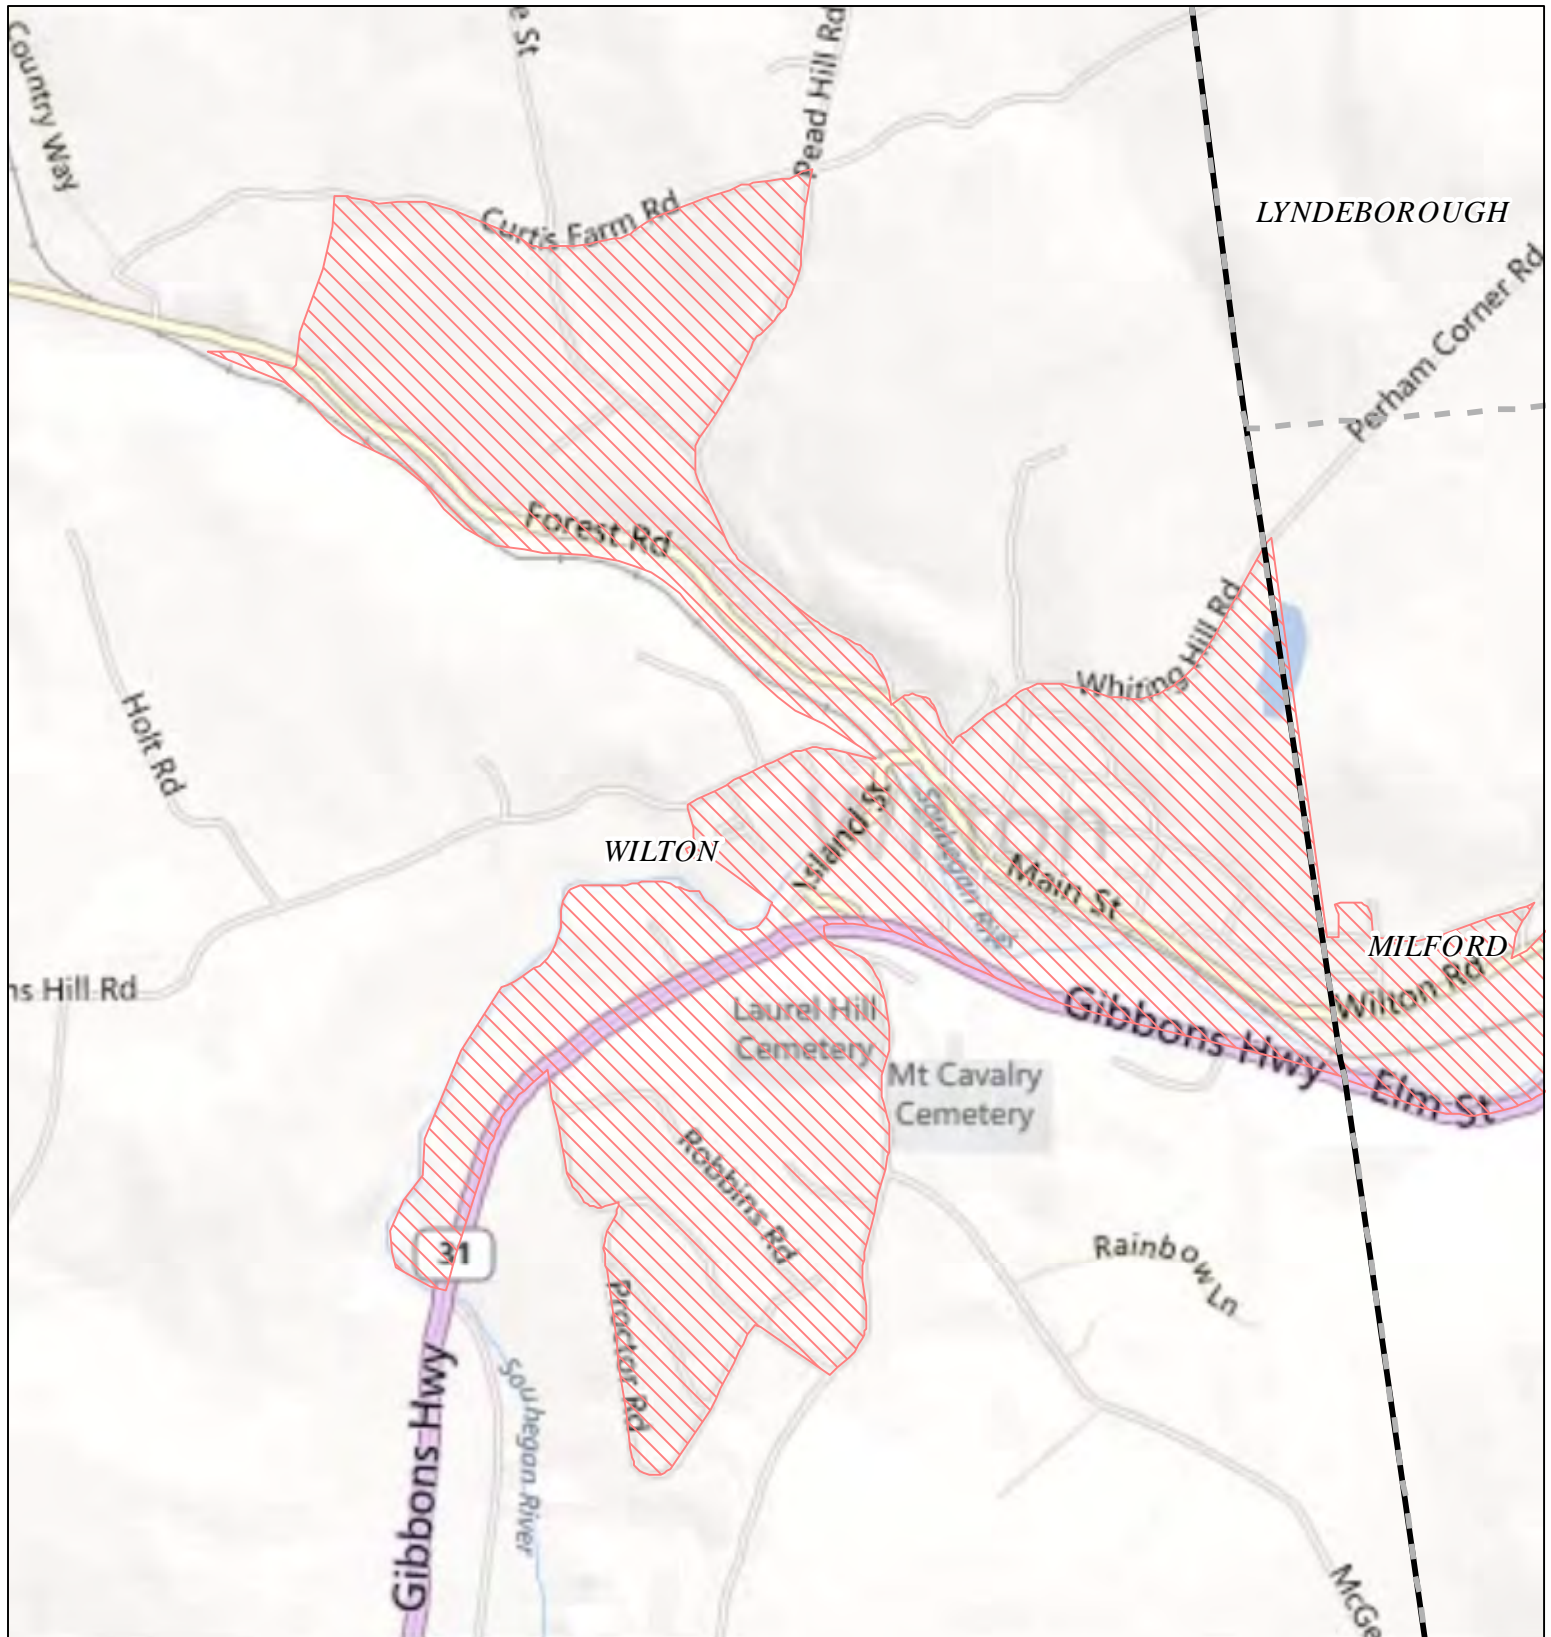 Country Way
e St
Pead Hill Rd
Curtis Farm Rd
LYNDEBOROUGH
Perham Corner Rd
Forest Rd
Whiting Hill Rd
Holt Rd
Wilton
WILTON
Island St
Souhegan River
Main St
MILFORD
ns Hill Rd
Wilton Rd
Laurel Hill
Cemetery
Gibbons Hwy
Mt Cavalry
Cemetery
Elm St
Robbins Rd
31
Rainbow Ln
Proctor Rd
Gibbons Hwy
Souhegan River
McGe